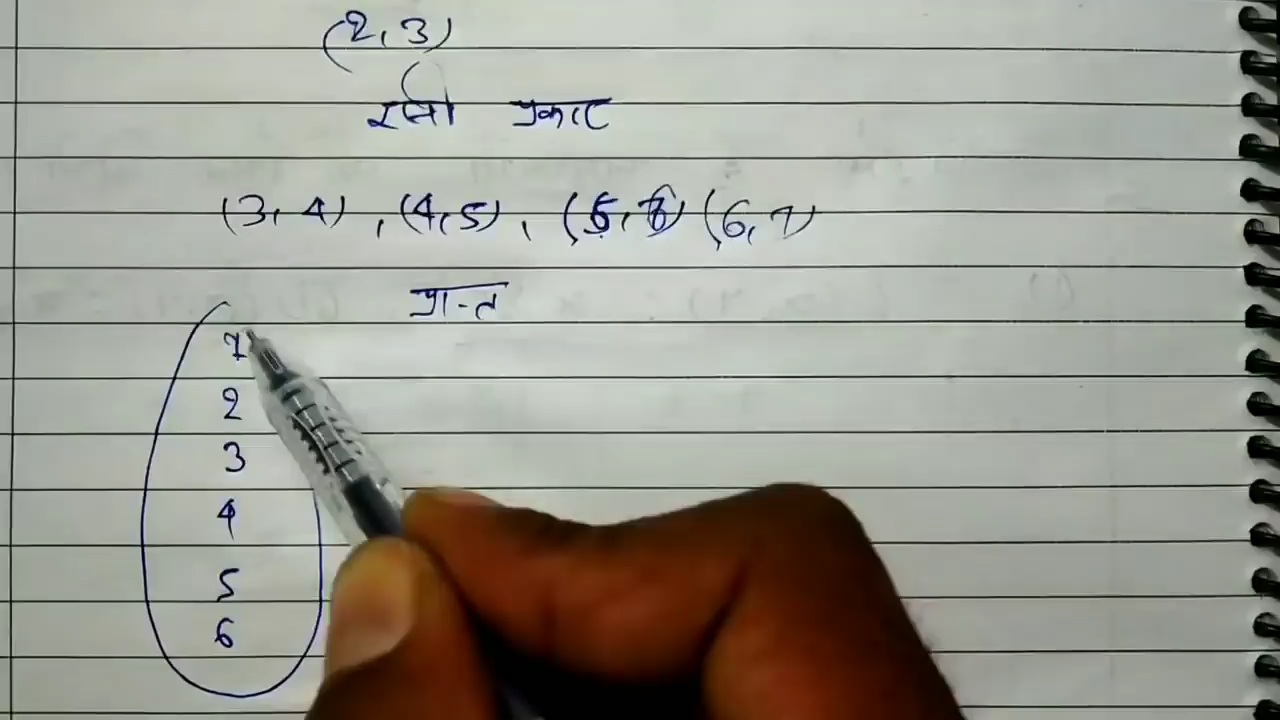 (2,3)
इसी प्रकार
(3,4) , (4,5) , (5,6) (6,7)
प्रान्त
1
2
3
4
5
6